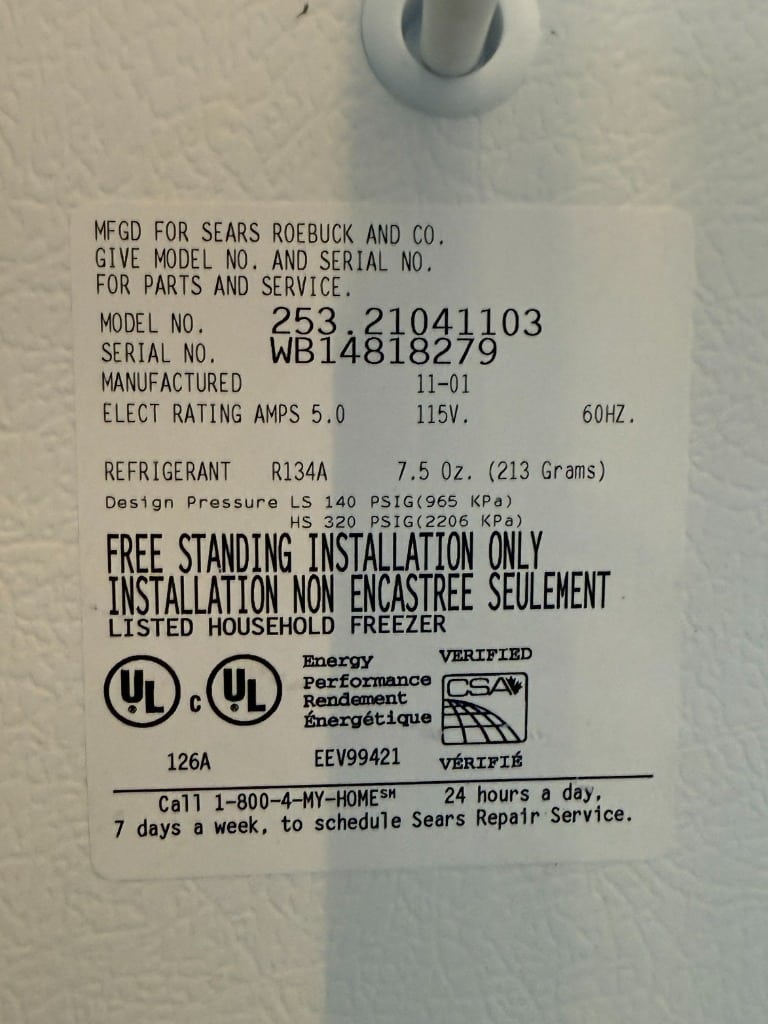 MFGD FOR SEARS ROEBUCK AND CO.
GIVE MODEL NO. AND SERIAL NO.
FOR PARTS AND SERVICE.
MODEL NO. 253.21041103
SERIAL NO. WB14818279
MANUFACTURED 11-01
ELECT RATING AMPS 5.0 115V. 60HZ.
REFRIGERANT R134A 7.5 Oz. (213 Grams)
Design Pressure LS 140 PSIG(965 KPa)
HS 320 PSIG(2206 KPa)
FREE STANDING INSTALLATION ONLY
INSTALLATION NON ENCASTREE SEULEMENT
LISTED HOUSEHOLD FREEZER
UL ® c UL ®
126A
Energy
Performance
Rendement
Énergétique
EEV99421
VERIFIED
CSA
VÉRIFIÉ
Call 1-800-4-MY-HOME℠ 24 hours a day,
7 days a week, to schedule Sears Repair Service.